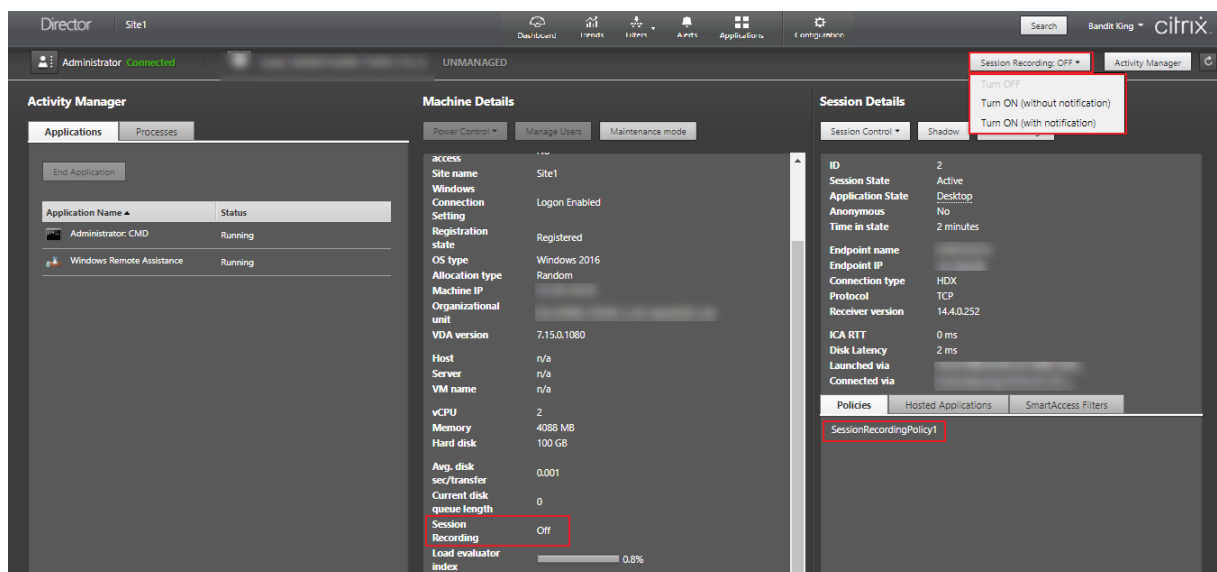 Director
Site1
Dashboard
Trends
Filters
Alerts
Applications
Configuration
Search
Bandit King
citrix
Administrator Connected
UNMANAGED
Session Recording: OFF
Activity Manager
Turn OFF
Turn ON (without notification)
Turn ON (with notification)
Activity Manager
Applications
Processes
End Application
Application Name
Status
Administrator: CMD
Running
Windows Remote Assistance
Running
Machine Details
Power Control
Manage Users
Maintenance mode
access
No
Site name
Site1
Windows
Connection
Setting
Logon Enabled
Registration
state
Registered
OS type
Windows 2016
Allocation type
Random
Machine IP
Organizational
unit
VDA version
7.15.0.1080
Host
n/a
Server
n/a
VM name
n/a
vCPU
2
Memory
4088 MB
Hard disk
100 GB
Avg. disk
sec/transfer
0.001
Current disk
queue length
0
Session
Recording
Off
Load evaluator
index
0.8%
Session Details
Session Control
Shadow
ID
2
Session State
Active
Application State
Desktop
Anonymous
No
Time in state
2 minutes
Endpoint name
Endpoint IP
Connection type
HDX
Protocol
TCP
Receiver version
14.4.0.252
ICA RTT
0 ms
Disk Latency
2 ms
Launched via
Connected via
Policies
Hosted Applications
SmartAccess Filters
SessionRecordingPolicy1